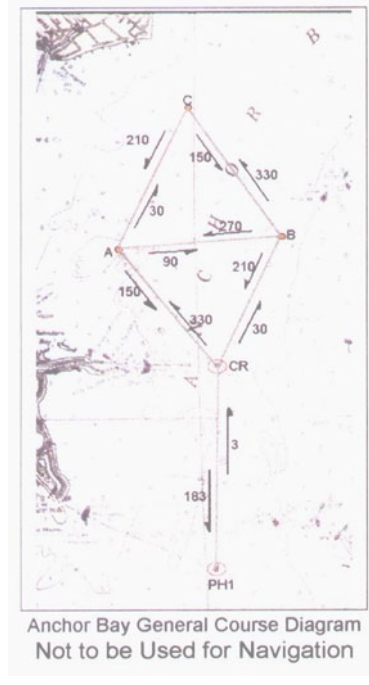 B
C
R
210
150
330
30
H
270
B
A
90
210
C
150
330
30
CR
A
3
183
PH1
Anchor Bay General Course Diagram
Not to be Used for Navigation